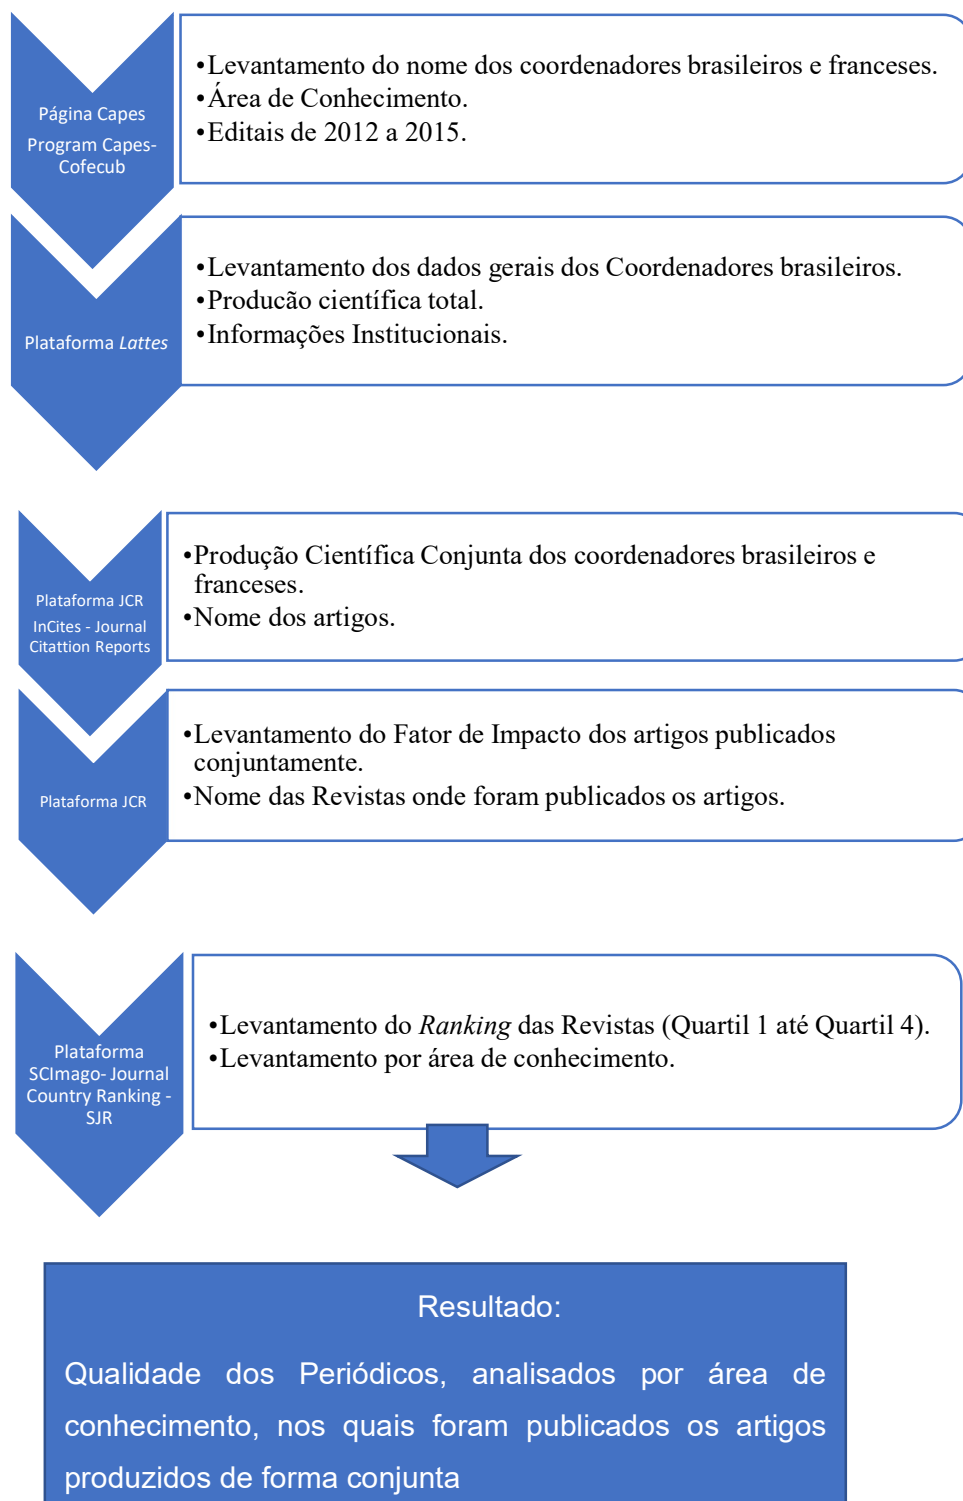 Página Capes
Program Capes-
Cofecub
•Levantamento do nome dos coordenadores brasileiros e franceses.
•Área de Conhecimento.
•Editais de 2012 a 2015.
Plataforma Lattes
•Levantamento dos dados gerais dos Coordenadores brasileiros.
•Producão científica total.
•Informações Institucionais.
Plataforma JCR
InCites - Journal
Citattion Reports
•Produção Científica Conjunta dos coordenadores brasileiros e
franceses.
•Nome dos artigos.
Plataforma JCR
•Levantamento do Fator de Impacto dos artigos publicados
conjuntamente.
•Nome das Revistas onde foram publicados os artigos.
Plataforma
SCImago- Journal
Country Ranking -
SJR
•Levantamento do Ranking das Revistas (Quartil 1 até Quartil 4).
•Levantamento por área de conhecimento.
Resultado:
Qualidade dos Periódicos, analisados por área de
conhecimento, nos quais foram publicados os artigos
produzidos de forma conjunta